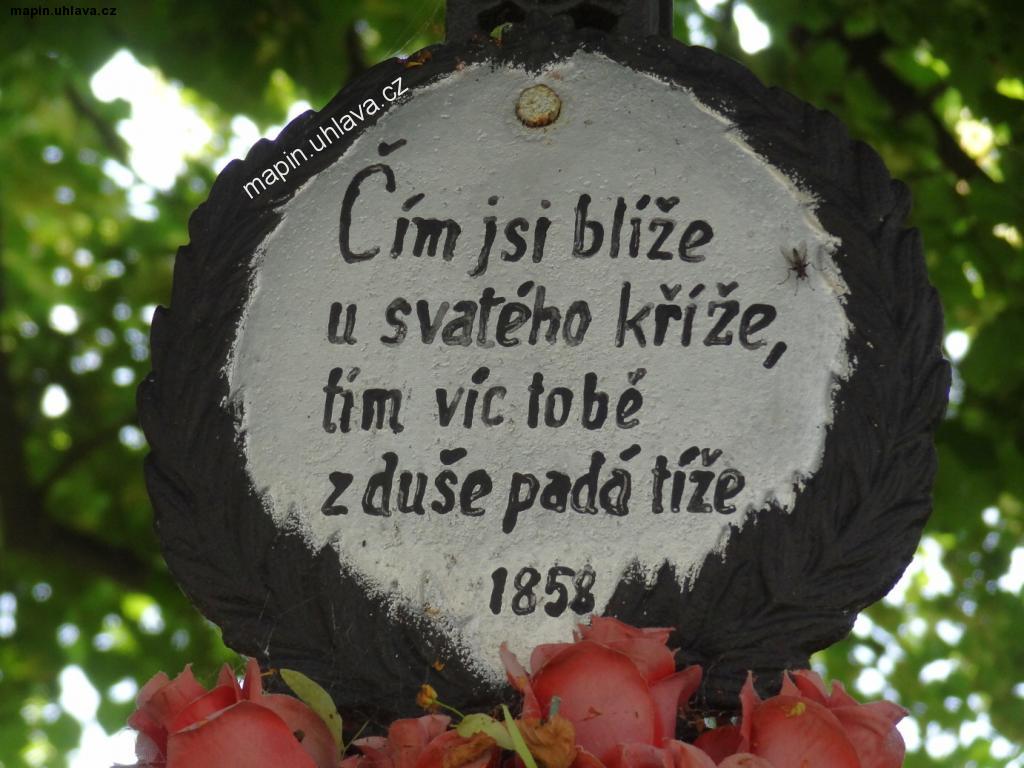 mapin.uhlava.cz
mapin.uhlava.cz
Čím jsi blíže
u svatého kříže,
tím víc tobě
z duše padá tíže
1858